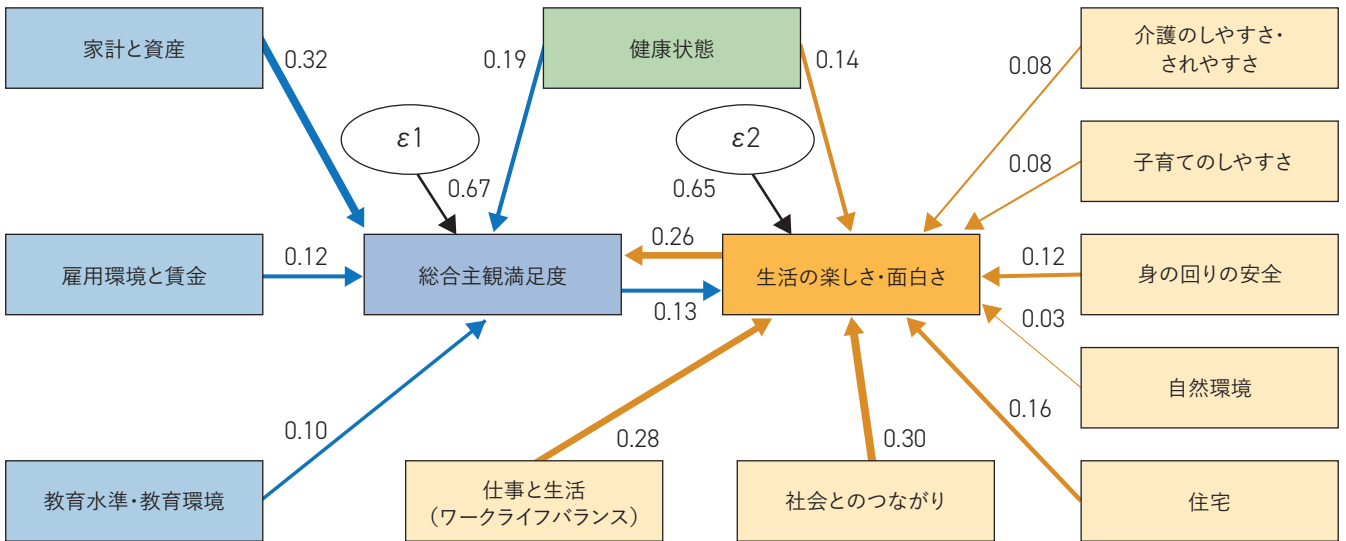 家計と資産
0.32
0.19
健康状態
0.14
介護のしやすさ・
されやすさ
0.08
ε1
0.67
ε2
0.65
子育てのしやすさ
0.08
雇用環境と賃金
0.12
総合主観満足度
0.26
0.13
生活の楽しさ・面白さ
0.12
身の回りの安全
0.03
自然環境
0.10
0.28
0.30
0.16
教育水準・教育環境
仕事と生活
(ワークライフバランス)
社会とのつながり
住宅